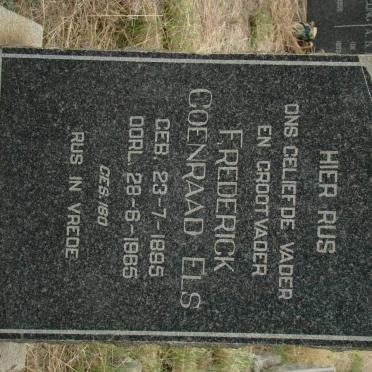 HIER RUS
ONS GELIEFDE VADER
EN GROOTVADER
FREDERICK
COENRAAD ELS
GEB. 23-7-1895
OORL. 28-6-1965
GES. 180
RUS IN VREDE